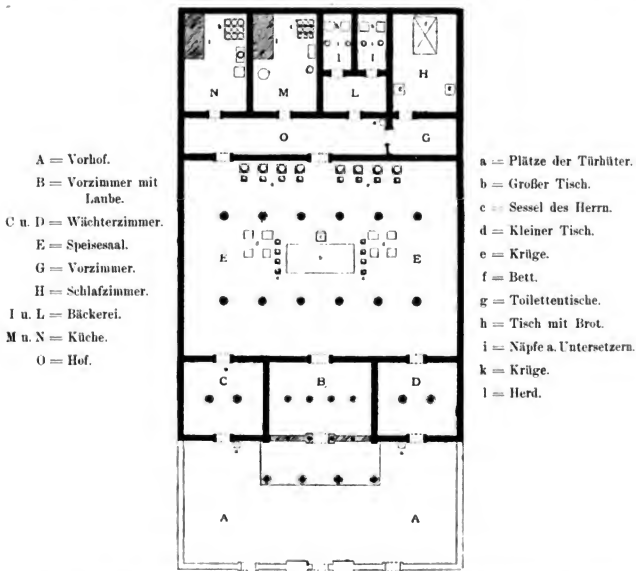 N
M
I
I
H
L
O
G
A = Vorhof.
B = Vorzimmer mit
Laube.
C u. D = Wächterzimmer.
E = Speisesaal.
G = Vorzimmer.
H = Schlafzimmer.
I u. L = Bäckerei.
M u. N = Küche.
O = Hof.
E
E
C
B
D
A
A
a = Plätze der Türhüter.
b = Großer Tisch.
c = Sessel des Herrn.
d = Kleiner Tisch.
e = Krüge.
f = Bett.
g = Toilettentische.
h = Tisch mit Brot.
i = Näpfe a. Untersetzern.
k = Krüge.
l = Herd.